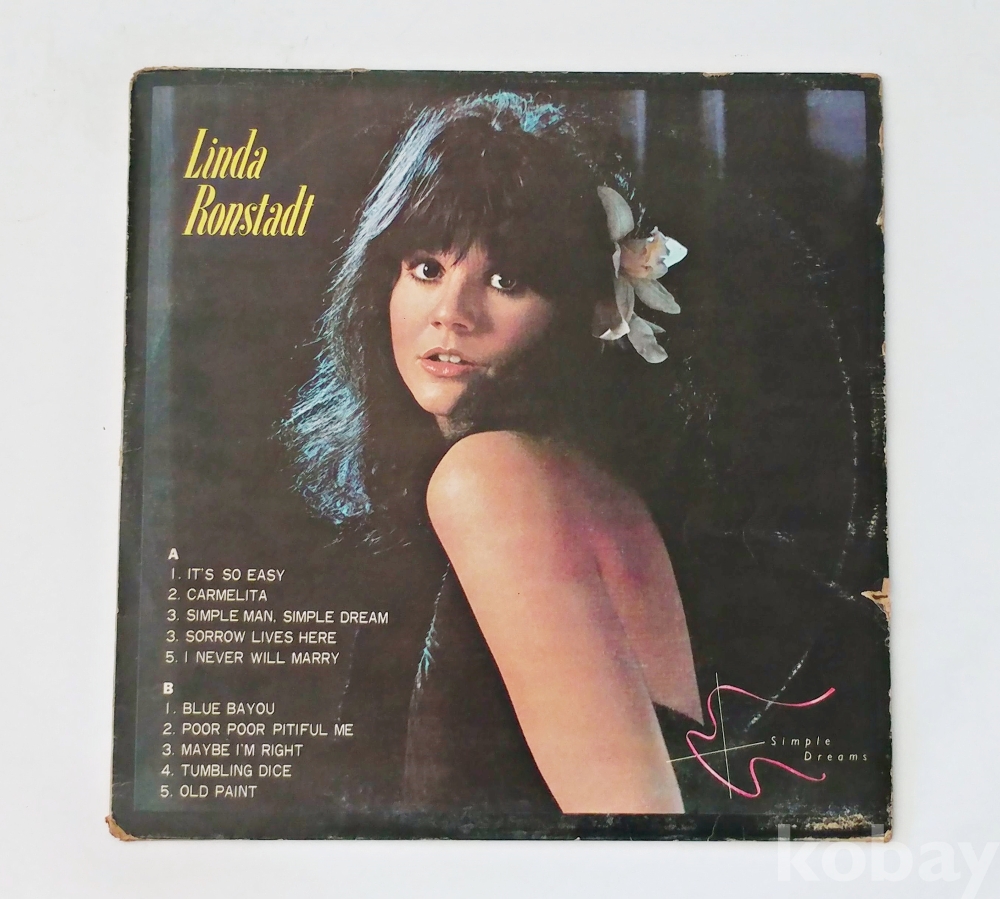 Linda
Ronstadt
A
1. IT'S SO EASY
2. CARMELITA
3. SIMPLE MAN, SIMPLE DREAM
3. SORROW LIVES HERE
5. I NEVER WILL MARRY
B
1. BLUE BAYOU
2. POOR POOR PITIFUL ME
3. MAYBE I'M RIGHT
4. TUMBLING DICE
5. OLD PAINT
Simple
Dreams
kobay